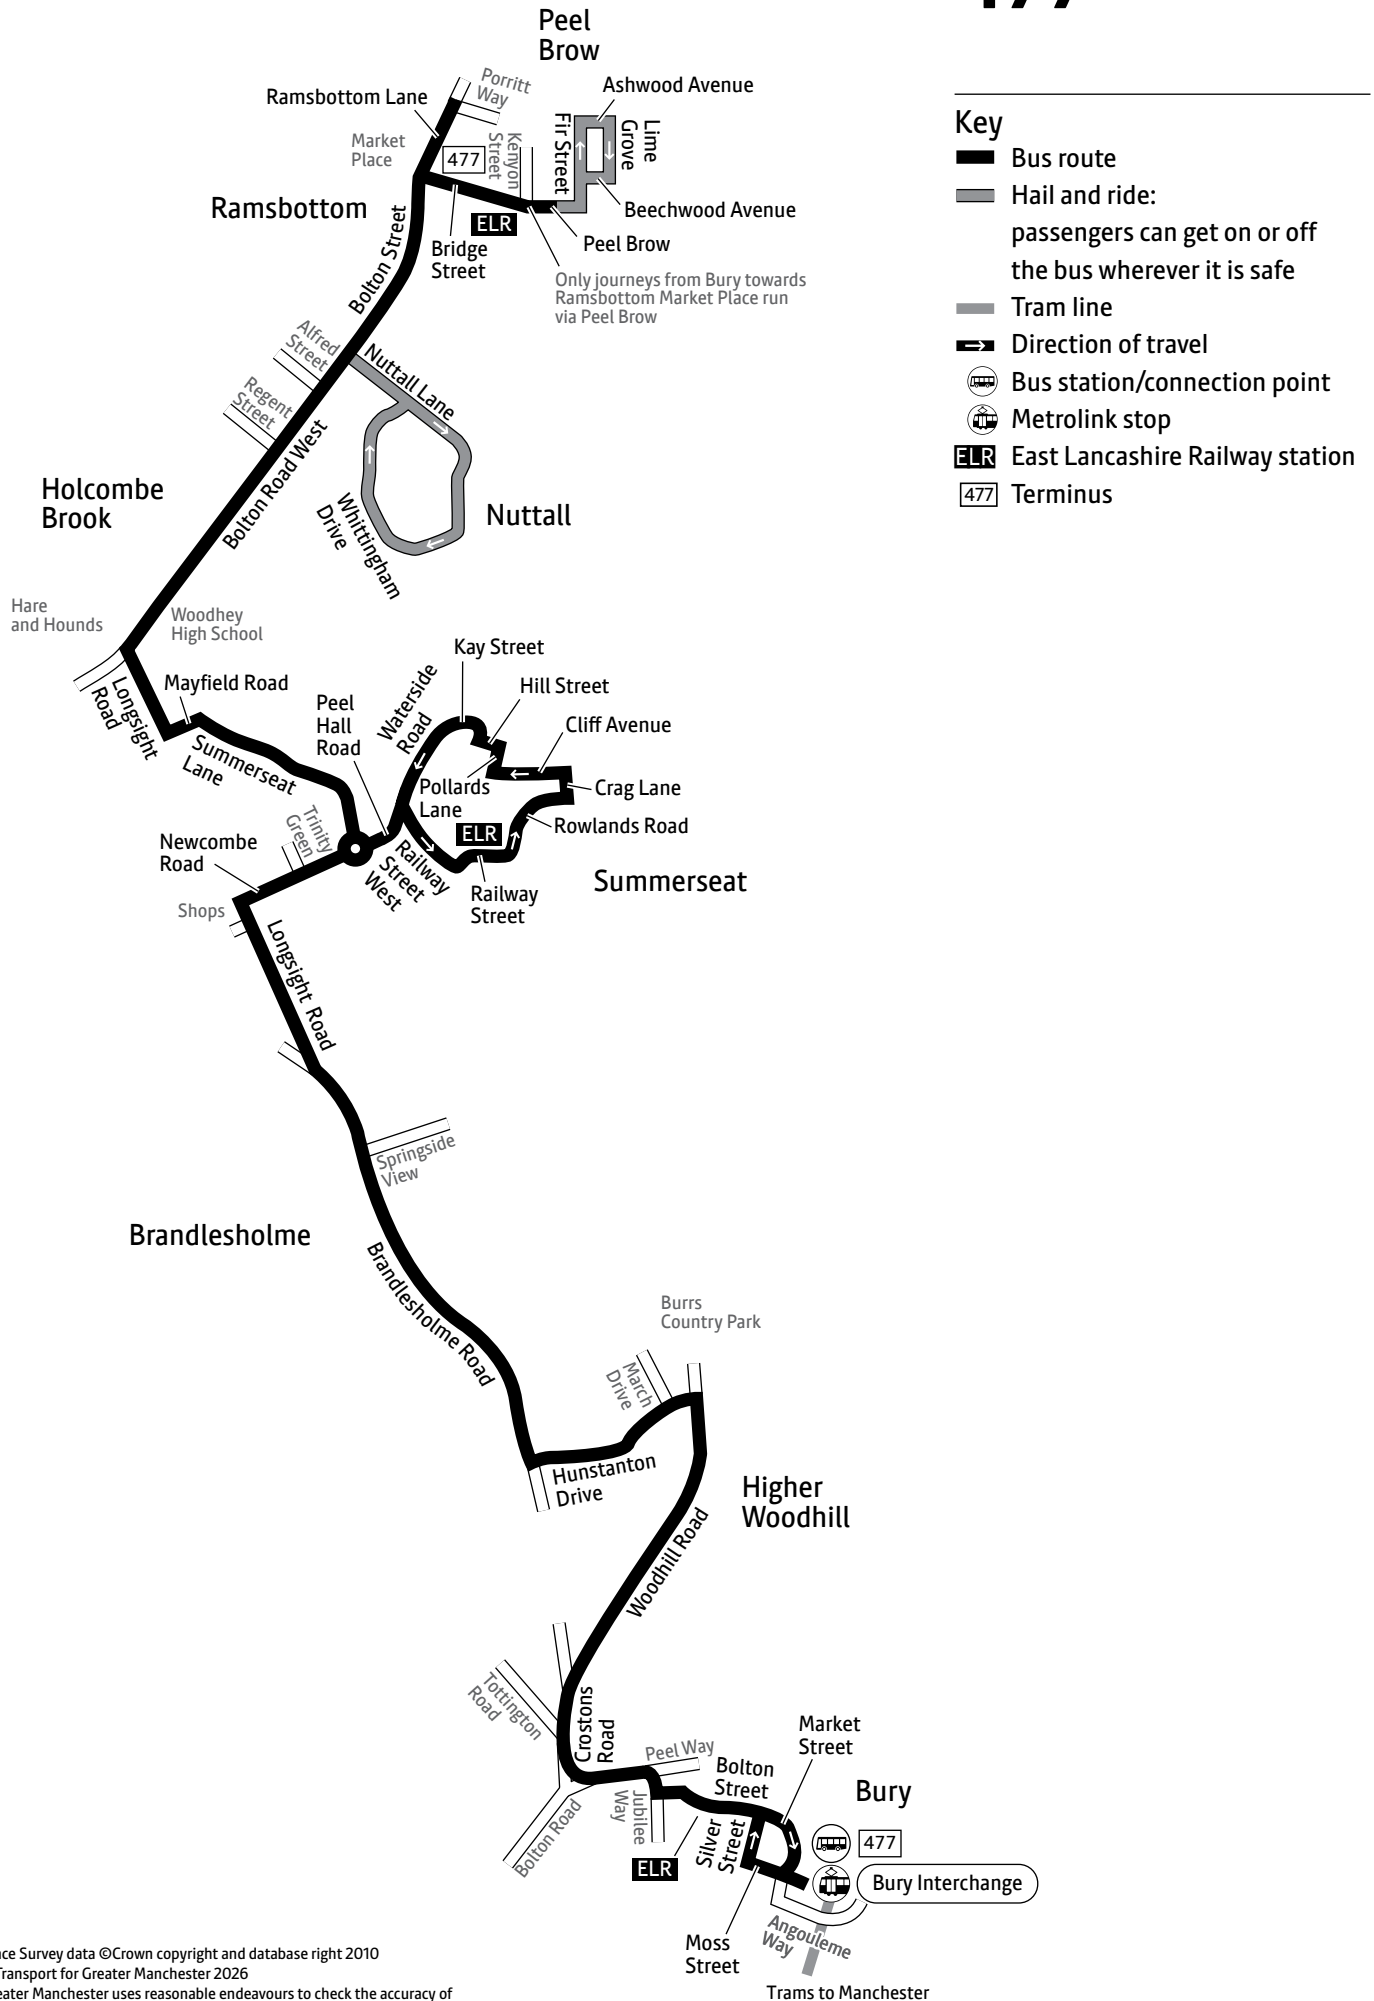 Peel
Brow
Ashwood Avenue
Porritt
Way
Ramsbottom Lane
Market
Place
477
Kenyon
Street
Fir Street
Lime
Grove
Ramsbottom
ELR
Beechwood Avenue
Peel Brow
Bridge
Street
Only journeys from Bury towards
Ramsbottom Market Place run
via Peel Brow
Bolton Street
Alfred
Street
Nuttall Lane
Regent
Street
Bolton Road West
Holcombe
Brook
Whittingham
Drive
Nuttall
Hare
and Hounds
Woodhey
High School
Longsight
Road
Mayfield Road
Summerseat
Lane
Peel
Hall
Road
Waterside
Road
Kay Street
Hill Street
Cliff Avenue
Pollards
Lane
Crag Lane
ELR
Rowlands Road
Trinity
Green
Newcombe
Road
Railway
Street
West
Railway
Street
Summerseat
Shops
Longsight Road
Springside
View
Brandlesholme
Brandlesholme Road
Burrs
Country Park
March
Drive
Hunstanton
Drive
Higher
Woodhill
Woodhill Road
Tottington
Road
Crostons
Road
Peel Way
Bolton
Street
Market
Street
Bury
Jubilee
Way
Bolton Road
Silver
Street
ELR
477
Bury Interchange
Moss
Street
Angouleme
Way
Trams to Manchester
Key
Bus route
Hail and ride:
passengers can get on or off
the bus wherever it is safe
Tram line
Direction of travel
Bus station/connection point
Metrolink stop
ELR East Lancashire Railway station
477 Terminus
Survey data ©Crown copyright and database right 2010
Transport for Greater Manchester 2026
Manchester uses reasonable endeavours to check the accuracy of